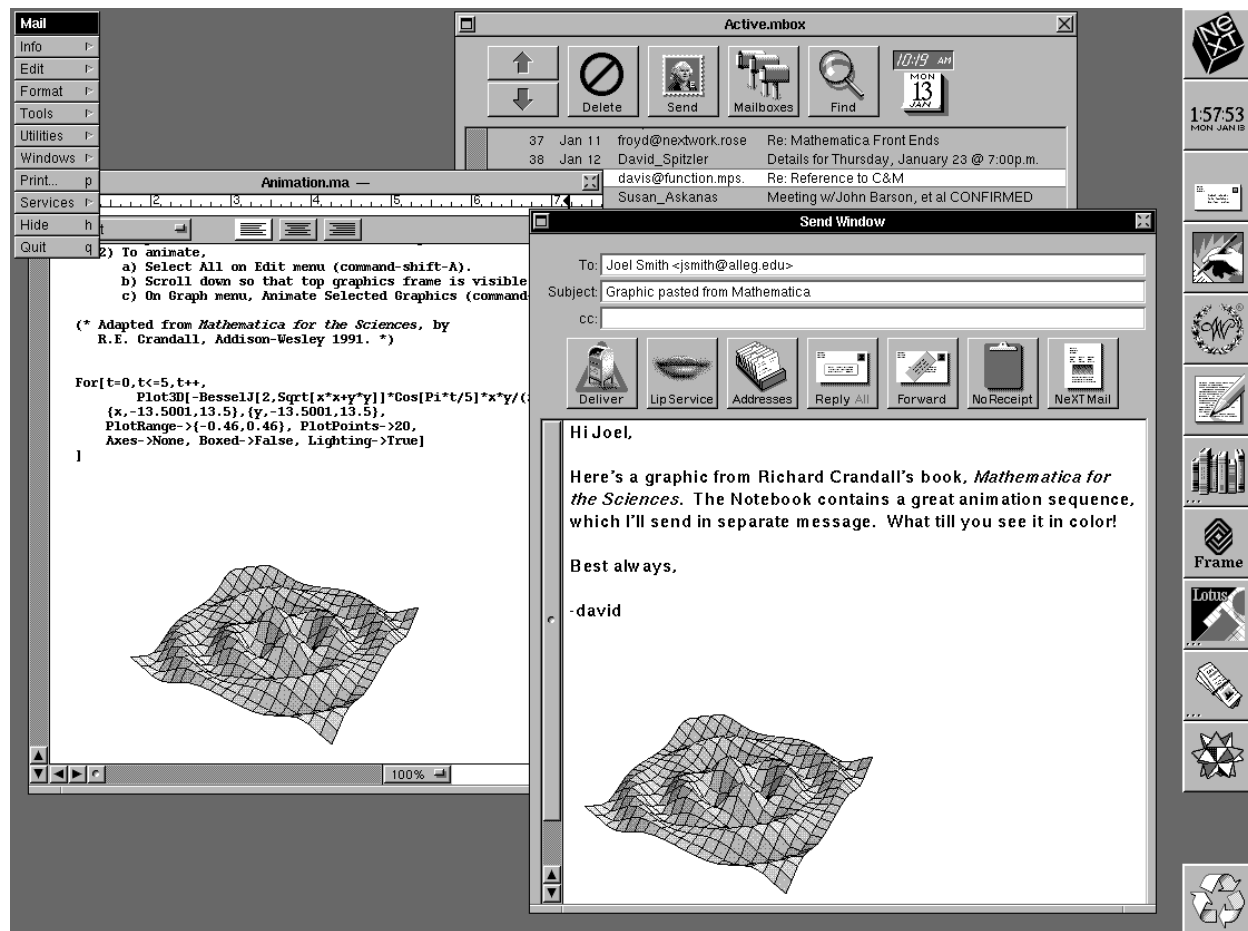 Mail
Info
Edit
Format
Tools
Utilities
Windows
Print... p
Services
Hide h
Quit q
Active.mbox
Delete
Send
Mailboxes
Find
10:19 AM
MON
13
JAN
37 Jan 11 froyd@nextwork.rose Re: Mathematica Front Ends
38 Jan 12 David_Spitzler Details for Thursday, January 23 @ 7:00p.m.
davis@function.mps. Re: Reference to C&M
Susan_Askanas Meeting w/John Barson, et al CONFIRMED
Animation.ma —
2 3 4 5 6 7
2) To animate,
a) Select All on Edit menu (command-shift-A).
b) Scroll down so that top graphics frame is visible
c) On Graph menu, Animate Selected Graphics (command-
(* Adapted from Mathematica for the Sciences, by
R.E. Crandall, Addison-Wesley 1991. *)
For[t=0,t<=5,t++,
Plot3D[-BesselJ[2,Sqrt[x*x+y*y]]*Cos[Pi*t/5]*x*y/(
{x,-13.5001,13.5},{y,-13.5001,13.5},
PlotRange->{-0.46,0.46}, PlotPoints->20,
Axes->None, Boxed->False, Lighting->True]
]
100%
Send Window
To: Joel Smith <jsmith@alleg.edu>
Subject: Graphic pasted from Mathematica
cc:
Deliver
Lip Service
Addresses
Reply All
Forward
No Receipt
NeXT Mail
Hi Joel,
Here's a graphic from Richard Crandall's book, Mathematica for
the Sciences. The Notebook contains a great animation sequence,
which I'll send in separate message. What till you see it in color!
Best always,
-david
NeXT
1:57:53
MON JAN 13
W
Frame
Lotus